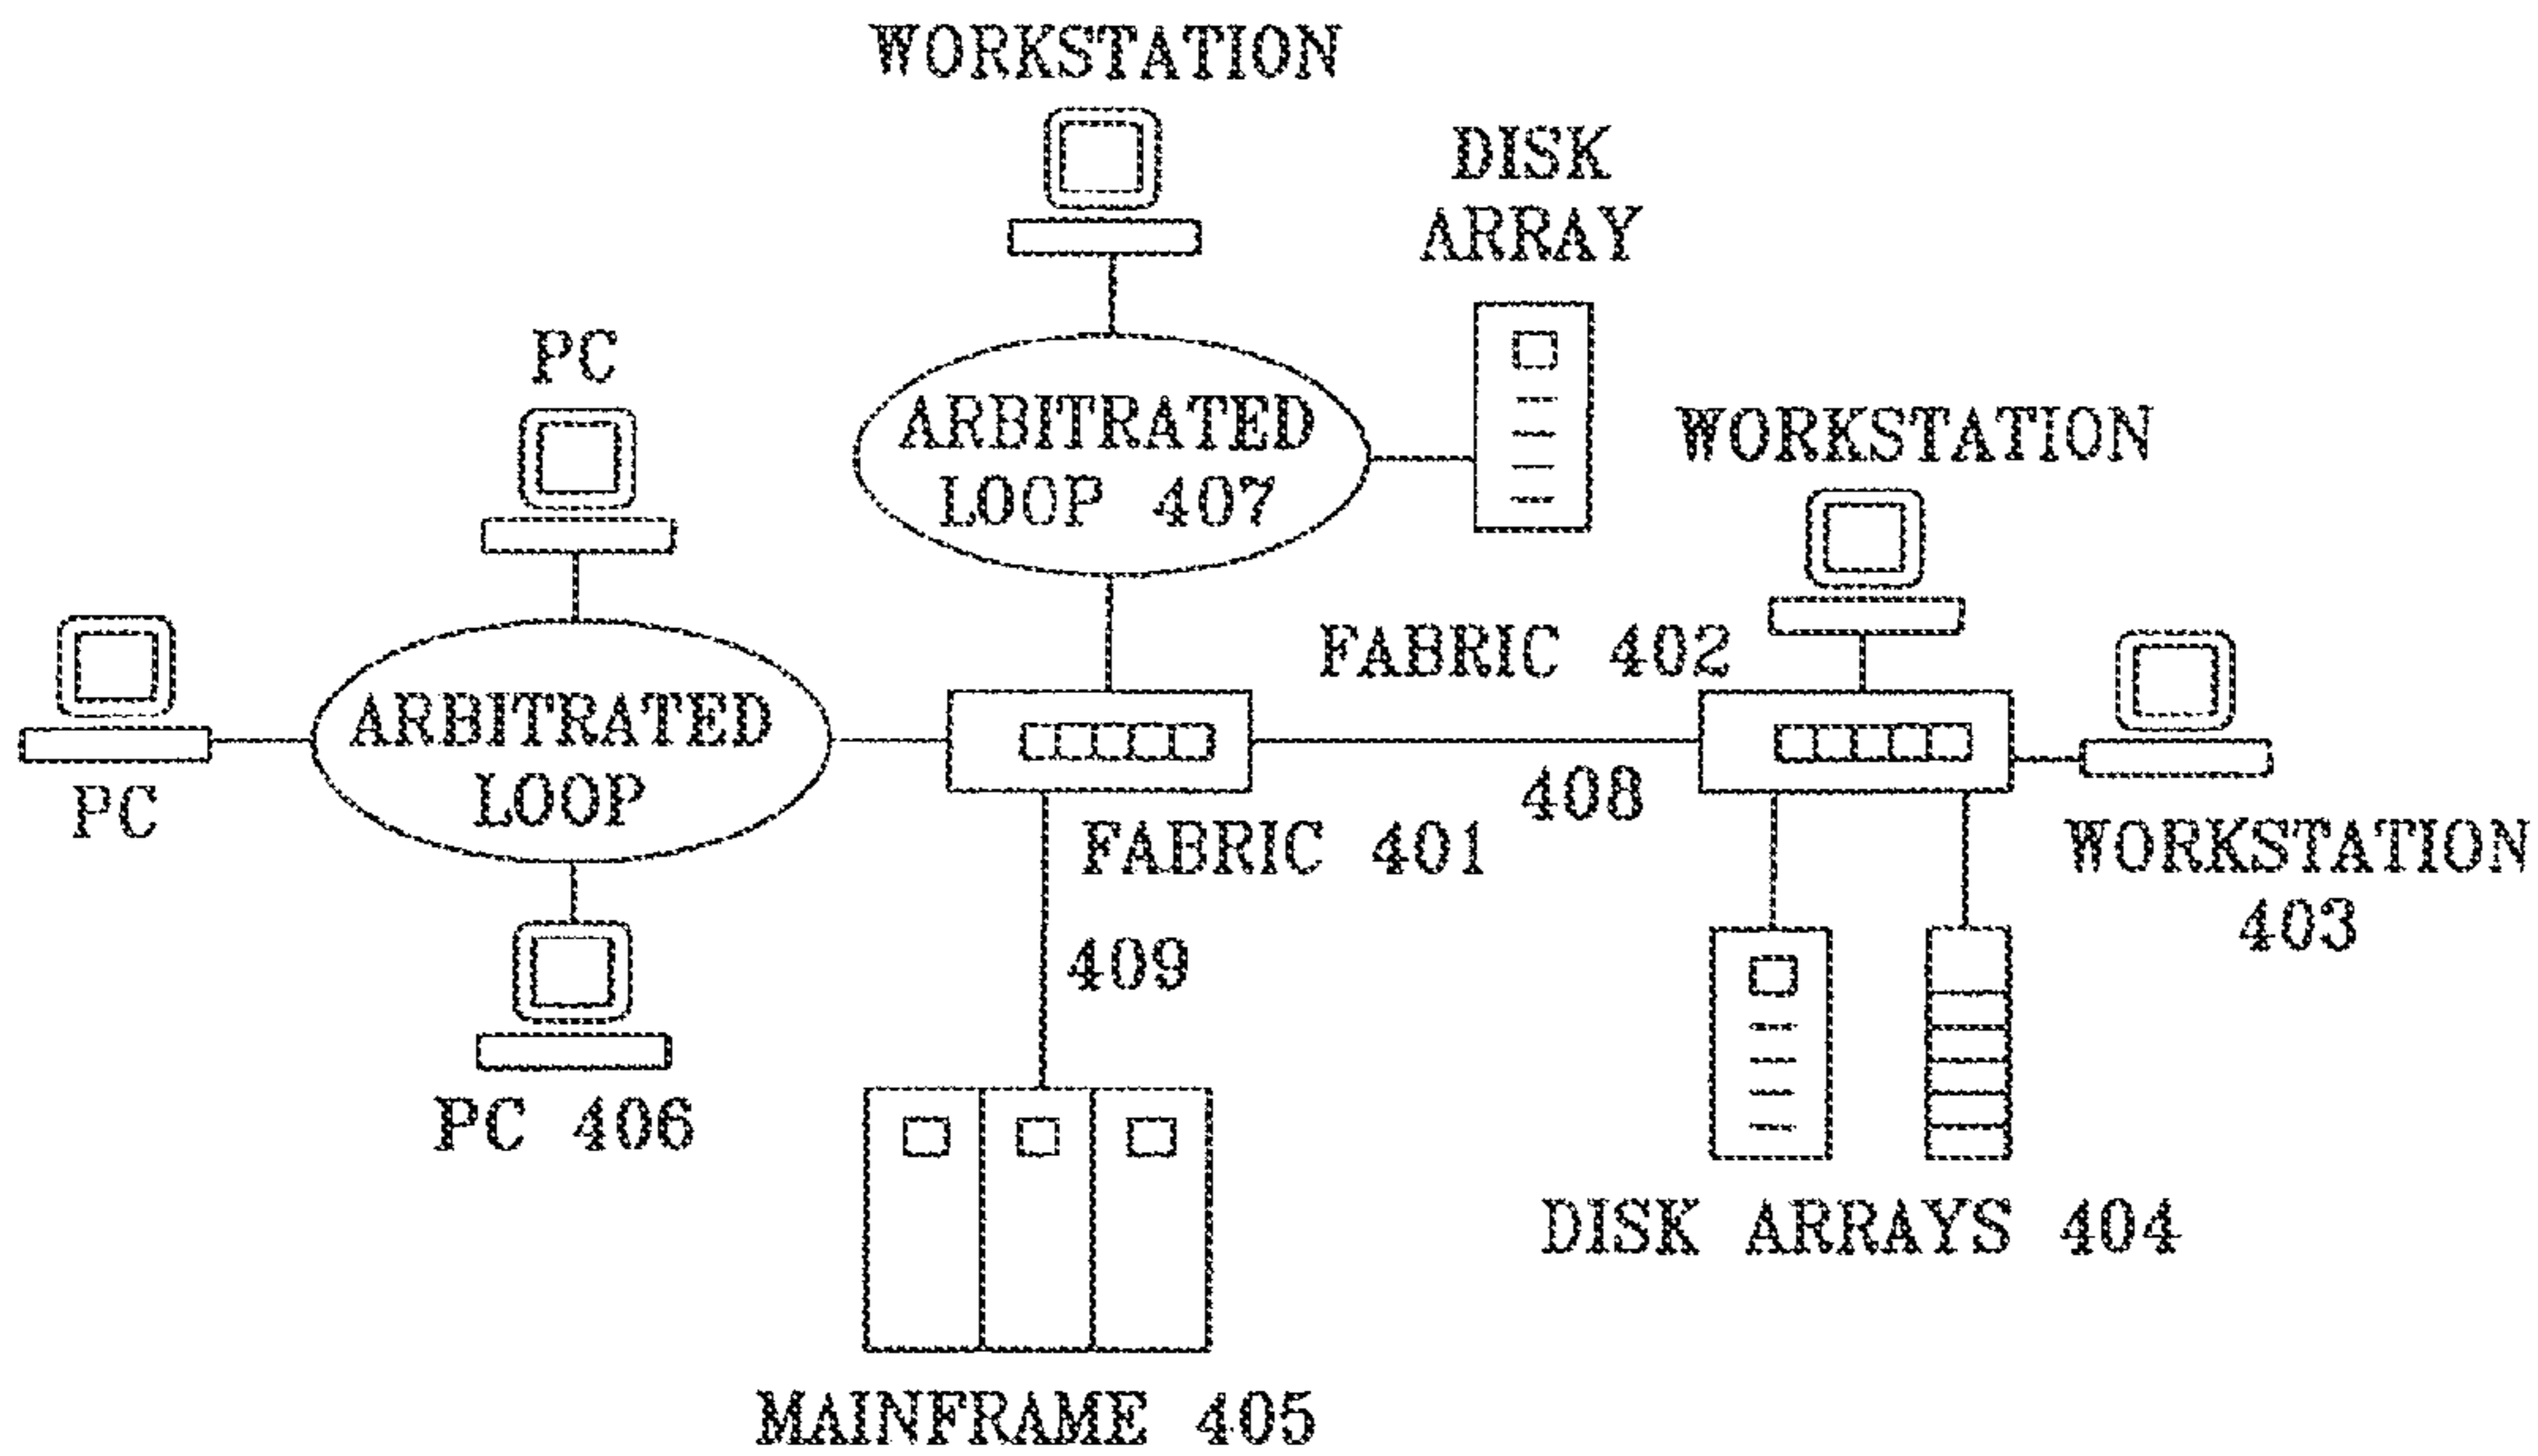 WORKSTATION
DISK
ARRAY
PC
ARBITRATED
LOOP 407
WORKSTATION
FABRIC 402
ARBITRATED
LOOP
PC
408
FABRIC 401
WORKSTATION
403
409
PC 406
DISK ARRAYS 404
MAINFRAME 405